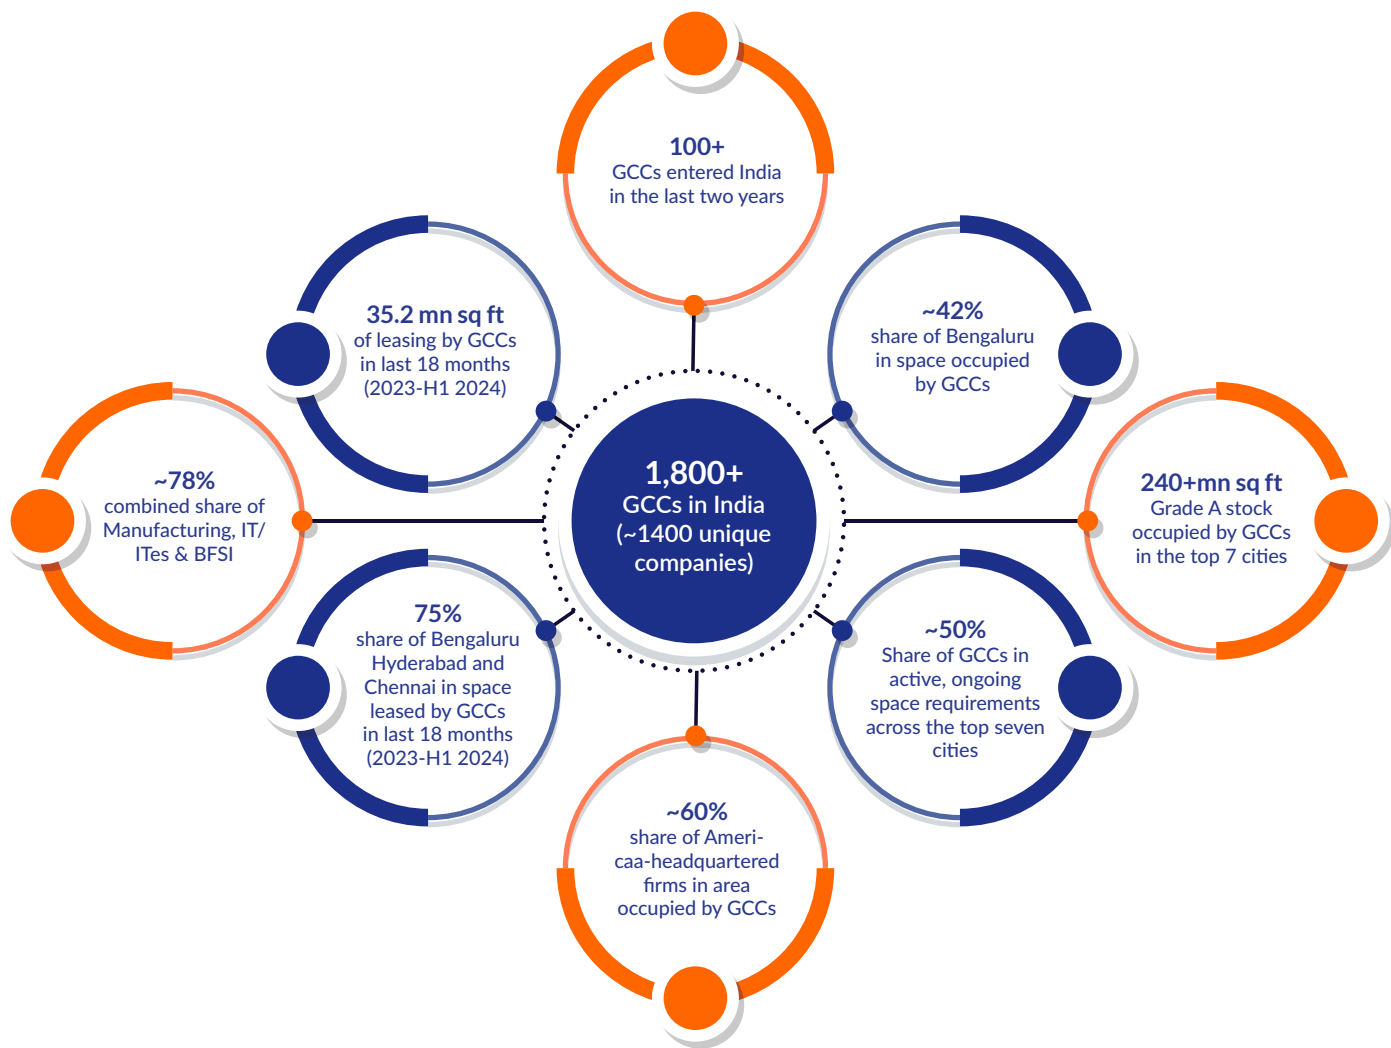 100+
GCCs entered India
in the last two years
35.2 mn sq ft
of leasing by GCCs
in last 18 months
(2023-H1 2024)
~42%
share of Bengaluru
in space occupied
by GCCs
~78%
combined share of
Manufacturing, IT/
ITes & BFSI
1,800+
GCCs in India
(~1400 unique
companies)
240+mn sq ft
Grade A stock
occupied by GCCs
in the top 7 cities
75%
share of Bengaluru
Hyderabad and
Chennai in space
leased by GCCs
in last 18 months
(2023-H1 2024)
~50%
Share of GCCs in
active, ongoing
space requirements
across the top seven
cities
~60%
share of Ameri-
caa-headquartered
firms in area
occupied by GCCs